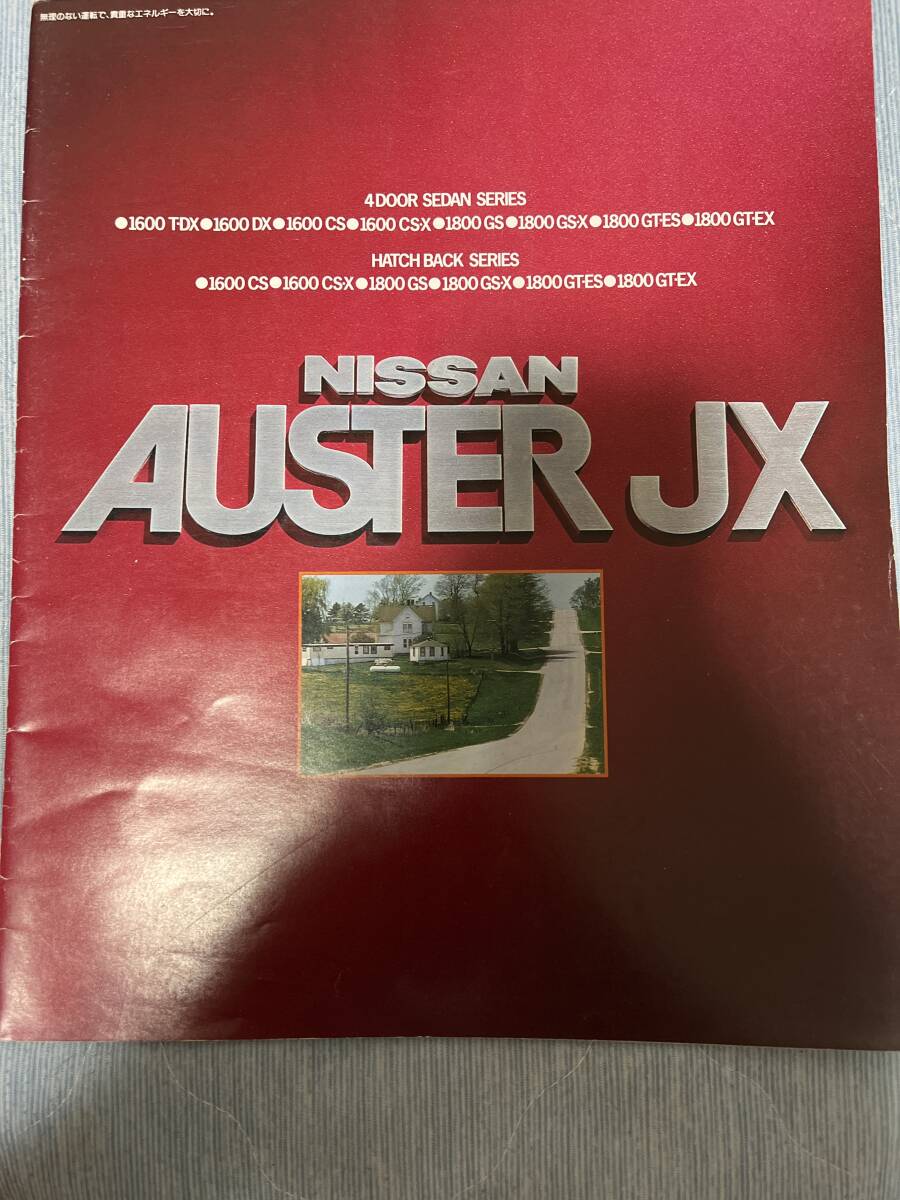 無理のない運転で、貴重なエネルギーを大切に。
4 DOOR SEDAN SERIES
●1600 T·DX●1600 DX●1600 CS●1600 CS·X●1800 GS●1800 GS·X●1800 GT·ES●1800 GT·EX
HATCH BACK SERIES
●1600 CS●1600 CS·X●1800 GS●1800 GS·X●1800 GT·ES●1800 GT·EX
NISSAN
AUSTER JX